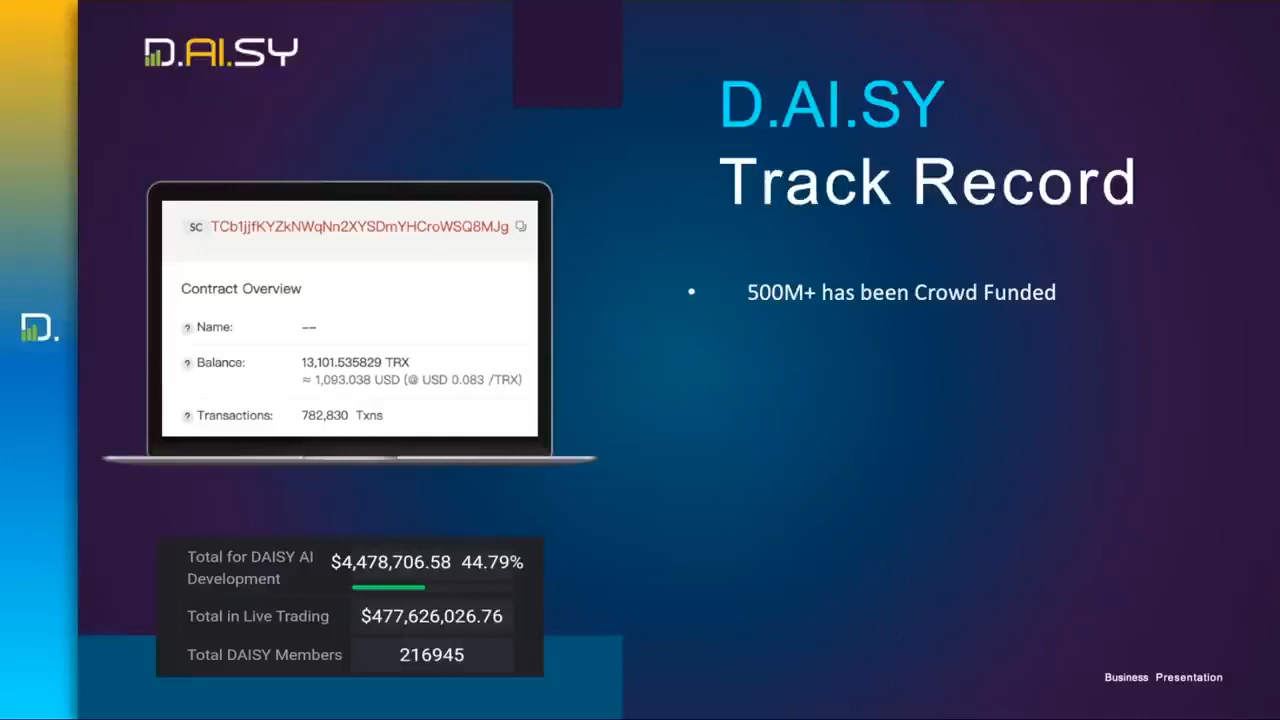 D.AI.SY
D.AI.SY
Track Record
SC TCb1jjfKYZkNWqNn2XYSDmYHCroWSQ8MJg
Contract Overview
? Name: --
? Balance: 13,101.535829 TRX
≈ 1,093.038 USD (@ USD 0.083 /TRX)
? Transactions: 782,830 Txns
• 500M+ has been Crowd Funded
D.
Total for DAISY AI
Development $4,478,706.58 44.79%
Total in Live Trading $477,626,026.76
Total DAISY Members 216945
Business Presentation